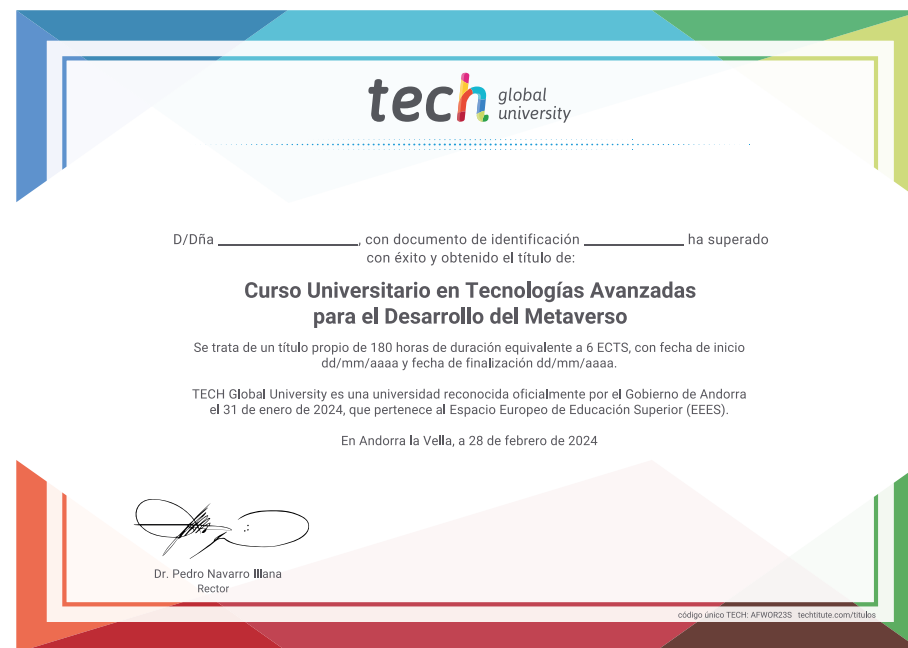 tech global university
D/Dña ______________, con documento de identificación __________ ha superado
con éxito y obtenido el título de:
Curso Universitario en Tecnologías Avanzadas
para el Desarrollo del Metaverso
Se trata de un título propio de 180 horas de duración equivalente a 6 ECTS, con fecha de inicio
dd/mm/aaaa y fecha de finalización dd/mm/aaaa.
TECH Global University es una universidad reconocida oficialmente por el Gobierno de Andorra
el 31 de enero de 2024, que pertenece al Espacio Europeo de Educación Superior (EEES).
En Andorra la Vella, a 28 de febrero de 2024
Dr. Pedro Navarro Illana
Rector
código único TECH: AFWOR23S techtitute.com/titulos